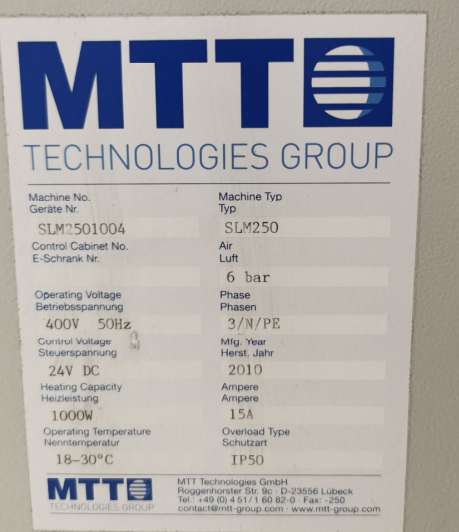 MTT
TECHNOLOGIES GROUP
Machine No.
Geräte Nr.
SLM2501004
Machine Typ
Typ
SLM250
Control Cabinet No.
E-Schrank Nr.
Air
Luft
6 bar
Operating Voltage
Betriebsspannung
400V 50Hz
Phase
Phasen
3/N/PE
Control Voltage
Steuerspannung
24V DC
Mfg. Year
Herst. Jahr
2010
Heating Capacity
Heizleistung
1000W
Ampere
Ampere
15A
Operating Temperature
Nenntemperatur
18-30°C
Overload Type
Schutzart
IP50
MTT
TECHNOLOGIES GROUP
MTT Technologies GmbH
Roggenhorster Str. 9c · D-23556 Lübeck
Tel.: +49 (0) 4 51/1 60 82-0 · Fax: -250
contact@mtt-group.com · www.mtt-group.com